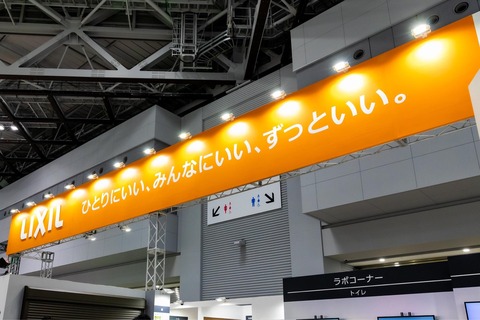 LIXIL ひとりにいい、みんなにいい、ずっといい。
ラボコーナー
トイレ